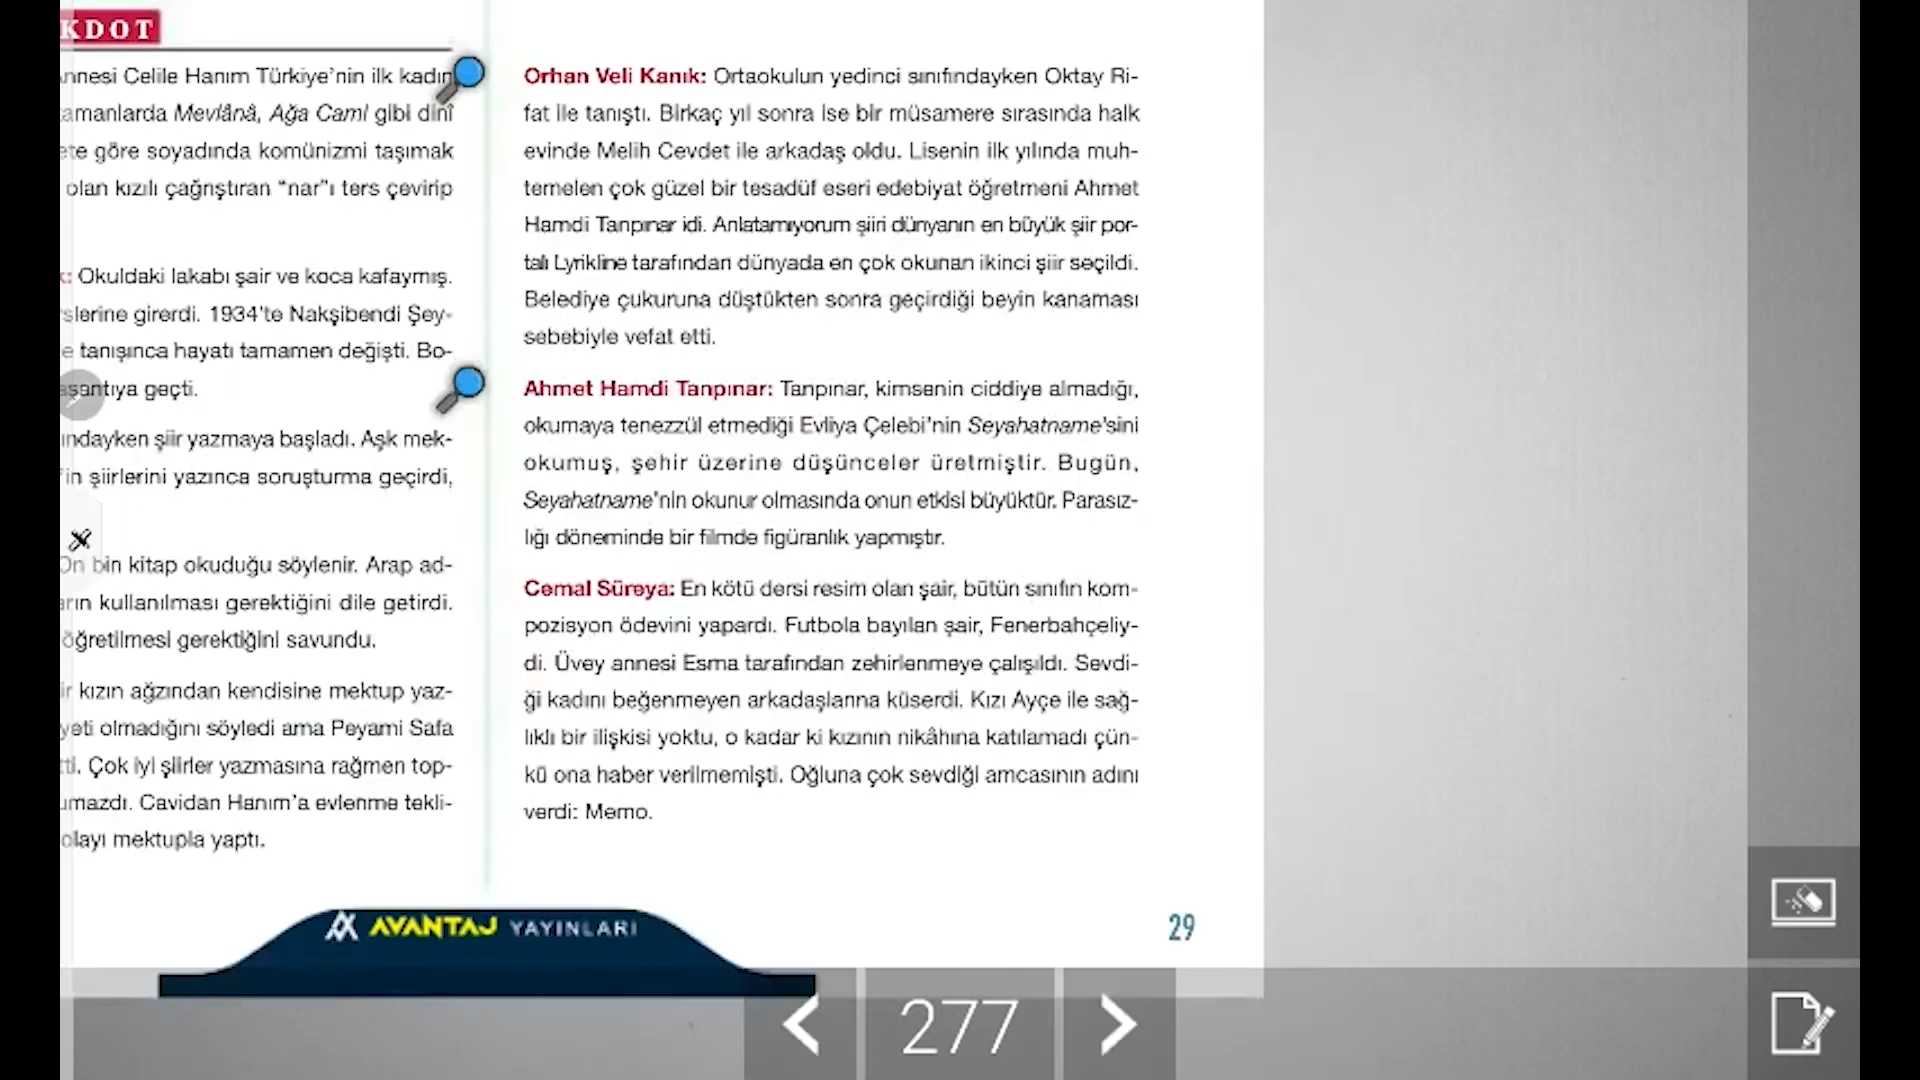 KDOT
nnesi Celile Hanım Türkiye'nin ilk kadın
amanlarda Mevlânâ, Ağa Cami gibi dinî
ete göre soyadında komünizmi taşımak
olan kızılı çağrıştıran "nar"ı ters çevirip
k: Okuldaki lakabı şair ve koca kafaymış.
slerine girerdi. 1934'te Nakşibendi Şey-
e tanışınca hayatı tamamen değişti. Bo-
aşantıya geçti.
ındayken şiir yazmaya başladı. Aşk mek-
'in şiirlerini yazınca soruşturma geçirdi,
On bin kitap okuduğu söylenir. Arap ad-
arın kullanılması gerektiğini dile getirdi.
öğretilmesi gerektiğini savundu.
ir kızın ağzından kendisine mektup yaz-
yeti olmadığını söyledi ama Peyami Safa
tti. Çok iyi şiirler yazmasına rağmen top-
umazdı. Cavidan Hanım'a evlenme tekli-
olayı mektupla yaptı.
Orhan Veli Kanık: Ortaokulun yedinci sınıfındayken Oktay Ri-
fat ile tanıştı. Birkaç yıl sonra ise bir müsamere sırasında halk
evinde Melih Cevdet ile arkadaş oldu. Lisenin ilk yılında muh-
temelen çok güzel bir tesadüf eseri edebiyat öğretmeni Ahmet
Hamdi Tanpınar idi. Anlatamıyorum şiiri dünyanın en büyük şiir por-
talı Lyrikline tarafından dünyada en çok okunan ikinci şiir seçildi.
Belediye çukuruna düştükten sonra geçirdiği beyin kanaması
sebebiyle vefat etti.
Ahmet Hamdi Tanpınar: Tanpınar, kimsenin ciddiye almadığı,
okumaya tenezzül etmediği Evliya Çelebi'nin Seyahatname'sini
okumuş, şehir üzerine düşünceler üretmiştir. Bugün,
Seyahatname'nin okunur olmasında onun etkisi büyüktür. Parasız-
lığı döneminde bir filmde figüranlık yapmıştır.
Cemal Süreya: En kötü dersi resim olan şair, bütün sınıfın kom-
pozisyon ödevini yapardı. Futbola bayılan şair, Fenerbahçeliy-
di. Üvey annesi Esma tarafından zehirlenmeye çalışıldı. Sevdi-
ği kadını beğenmeyen arkadaşlarına küserdi. Kızı Ayçe ile sağ-
lıklı bir ilişkisi yoktu, o kadar ki kızının nikâhına katılamadı çün-
kü ona haber verilmemişti. Oğluna çok sevdiği amcasının adını
verdi: Memo.
AVANTAJ YAYINLARI
29
277